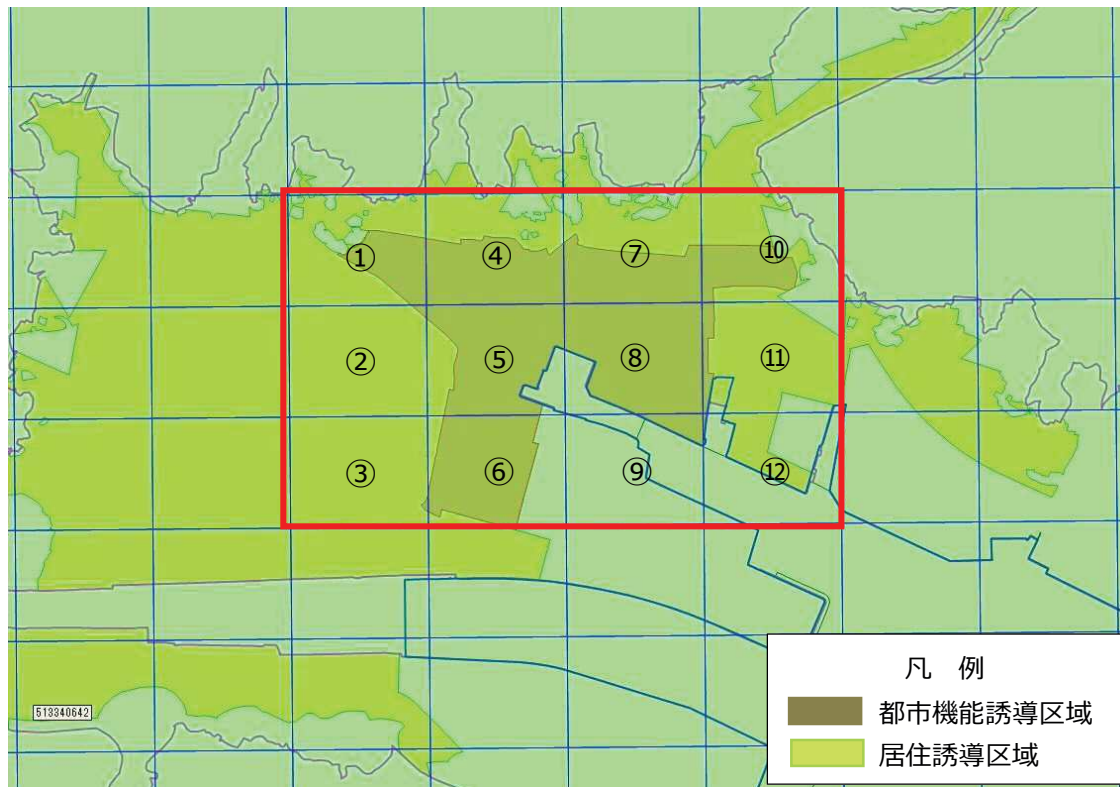 ① ④ ⑦ ⑩
② ⑤ ⑧ ⑪
③ ⑥ ⑨ ⑫
凡 例
都市機能誘導区域
居住誘導区域
513340642